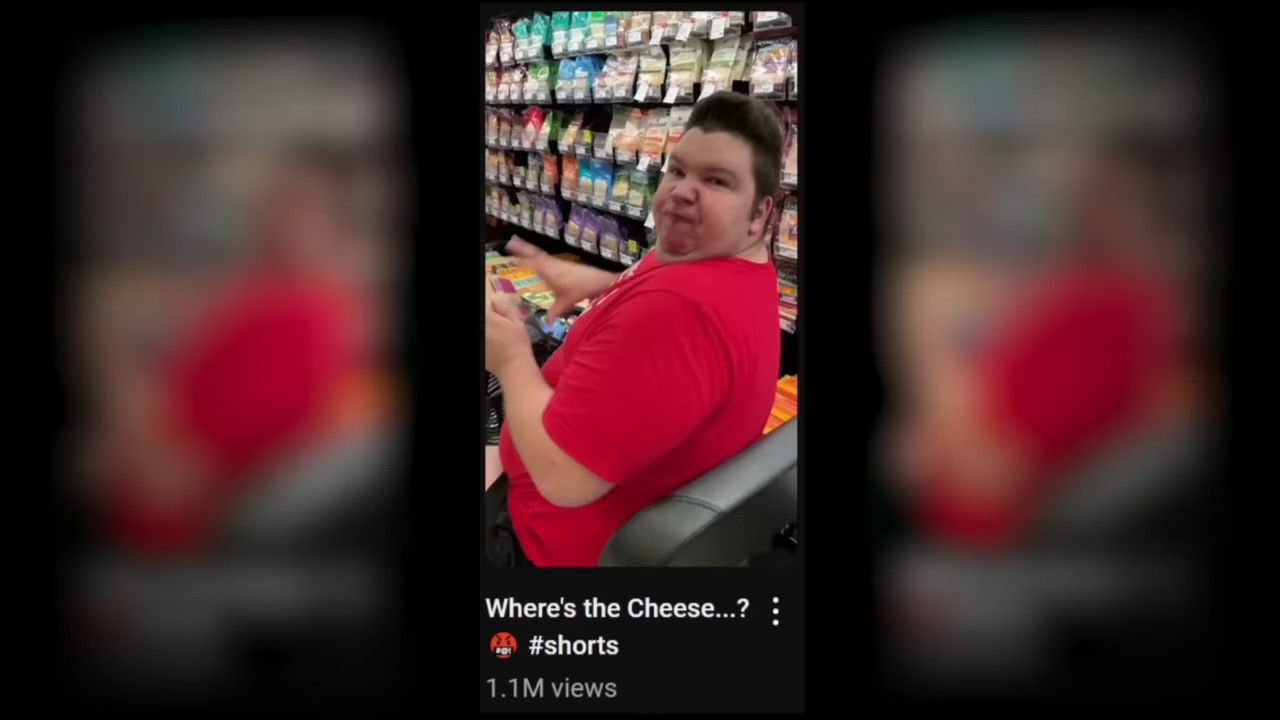 Where's the Cheese...?
🤬 #shorts
1.1M views